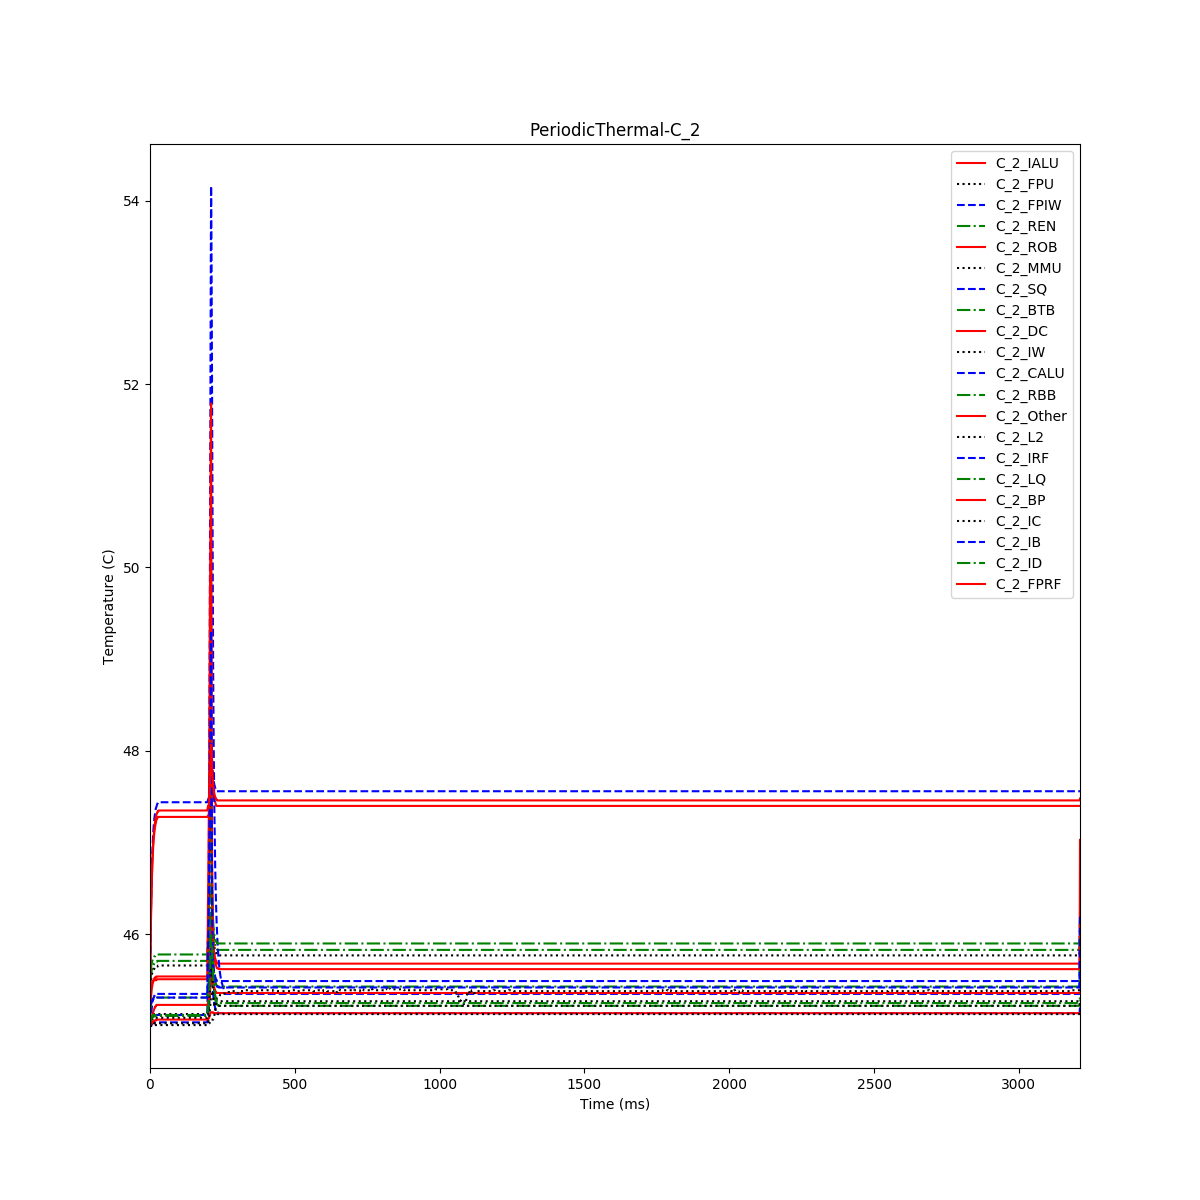 PeriodicThermal-C_2
Temperature (C)
54
52
50
48
46
0
500
1000
1500
2000
2500
3000
Time (ms)
C_2_IALU
C_2_FPU
C_2_FPIW
C_2_REN
C_2_ROB
C_2_MMU
C_2_SQ
C_2_BTB
C_2_DC
C_2_IW
C_2_CALU
C_2_RBB
C_2_Other
C_2_L2
C_2_IRF
C_2_LQ
C_2_BP
C_2_IC
C_2_IB
C_2_ID
C_2_FPRF